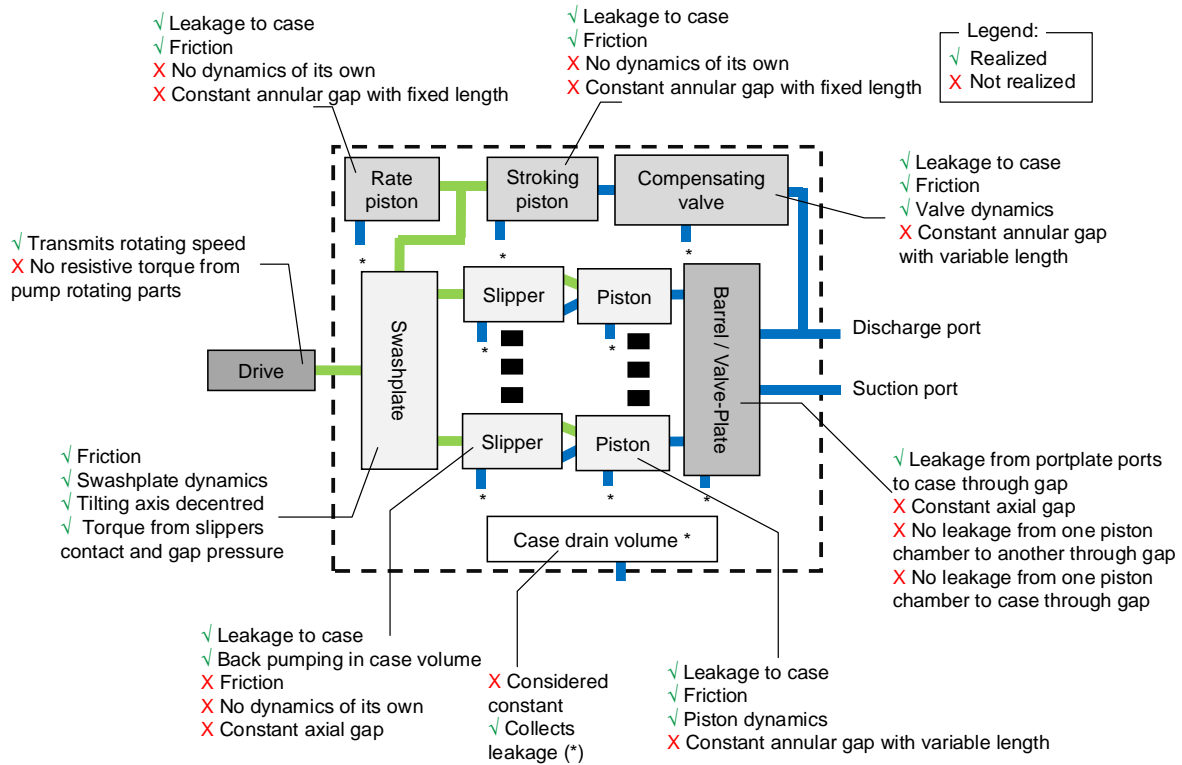 √ Leakage to case
√ Friction
X No dynamics of its own
X Constant annular gap with fixed length
√ Leakage to case
√ Friction
X No dynamics of its own
X Constant annular gap with fixed length
Legend:
√ Realized
X Not realized
√ Leakage to case
√ Friction
√ Valve dynamics
X Constant annular gap
with variable length
√ Transmits rotating speed
X No resistive torque from
pump rotating parts
Rate
piston
Stroking
piston
Compensating
valve
*
*
*
Drive
Swashplate
Slipper
Piston
*
*
Barrel / Valve-Plate
Discharge port
Suction port
Slipper
Piston
*
*
*
Case drain volume *
√ Friction
√ Swashplate dynamics
√ Tilting axis decentred
√ Torque from slippers
contact and gap pressure
√ Leakage from portplate ports
to case through gap
X Constant axial gap
X No leakage from one piston
chamber to another through gap
X No leakage from one piston
chamber to case through gap
√ Leakage to case
√ Back pumping in case volume
X Friction
X No dynamics of its own
X Constant axial gap
X Considered
constant
√ Collects
leakage (*)
√ Leakage to case
√ Friction
√ Piston dynamics
X Constant annular gap with variable length